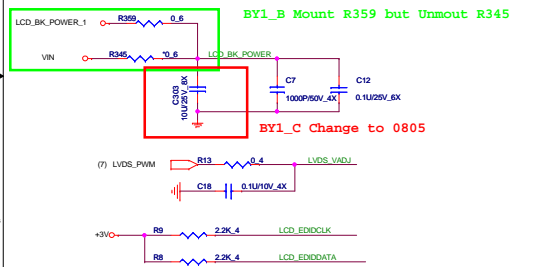 BY1_B Mount R359 but Unmout R345
LCD_BK_POWER_1 R359 0_6
VIN R345 *0_6 LCD_BK_POWER
C303
10U/25V_8X
C7
1000P/50V_4X
C12
0.1U/25V_6X
BY1_C Change to 0805
(7) LVDS_PWM R13 0_4 LVDS_VADJ
C18 0.1U/10V_4X
+3V R9 2.2K_4 LCD_EDIDCLK
R8 2.2K_4 LCD_EDIDDATA